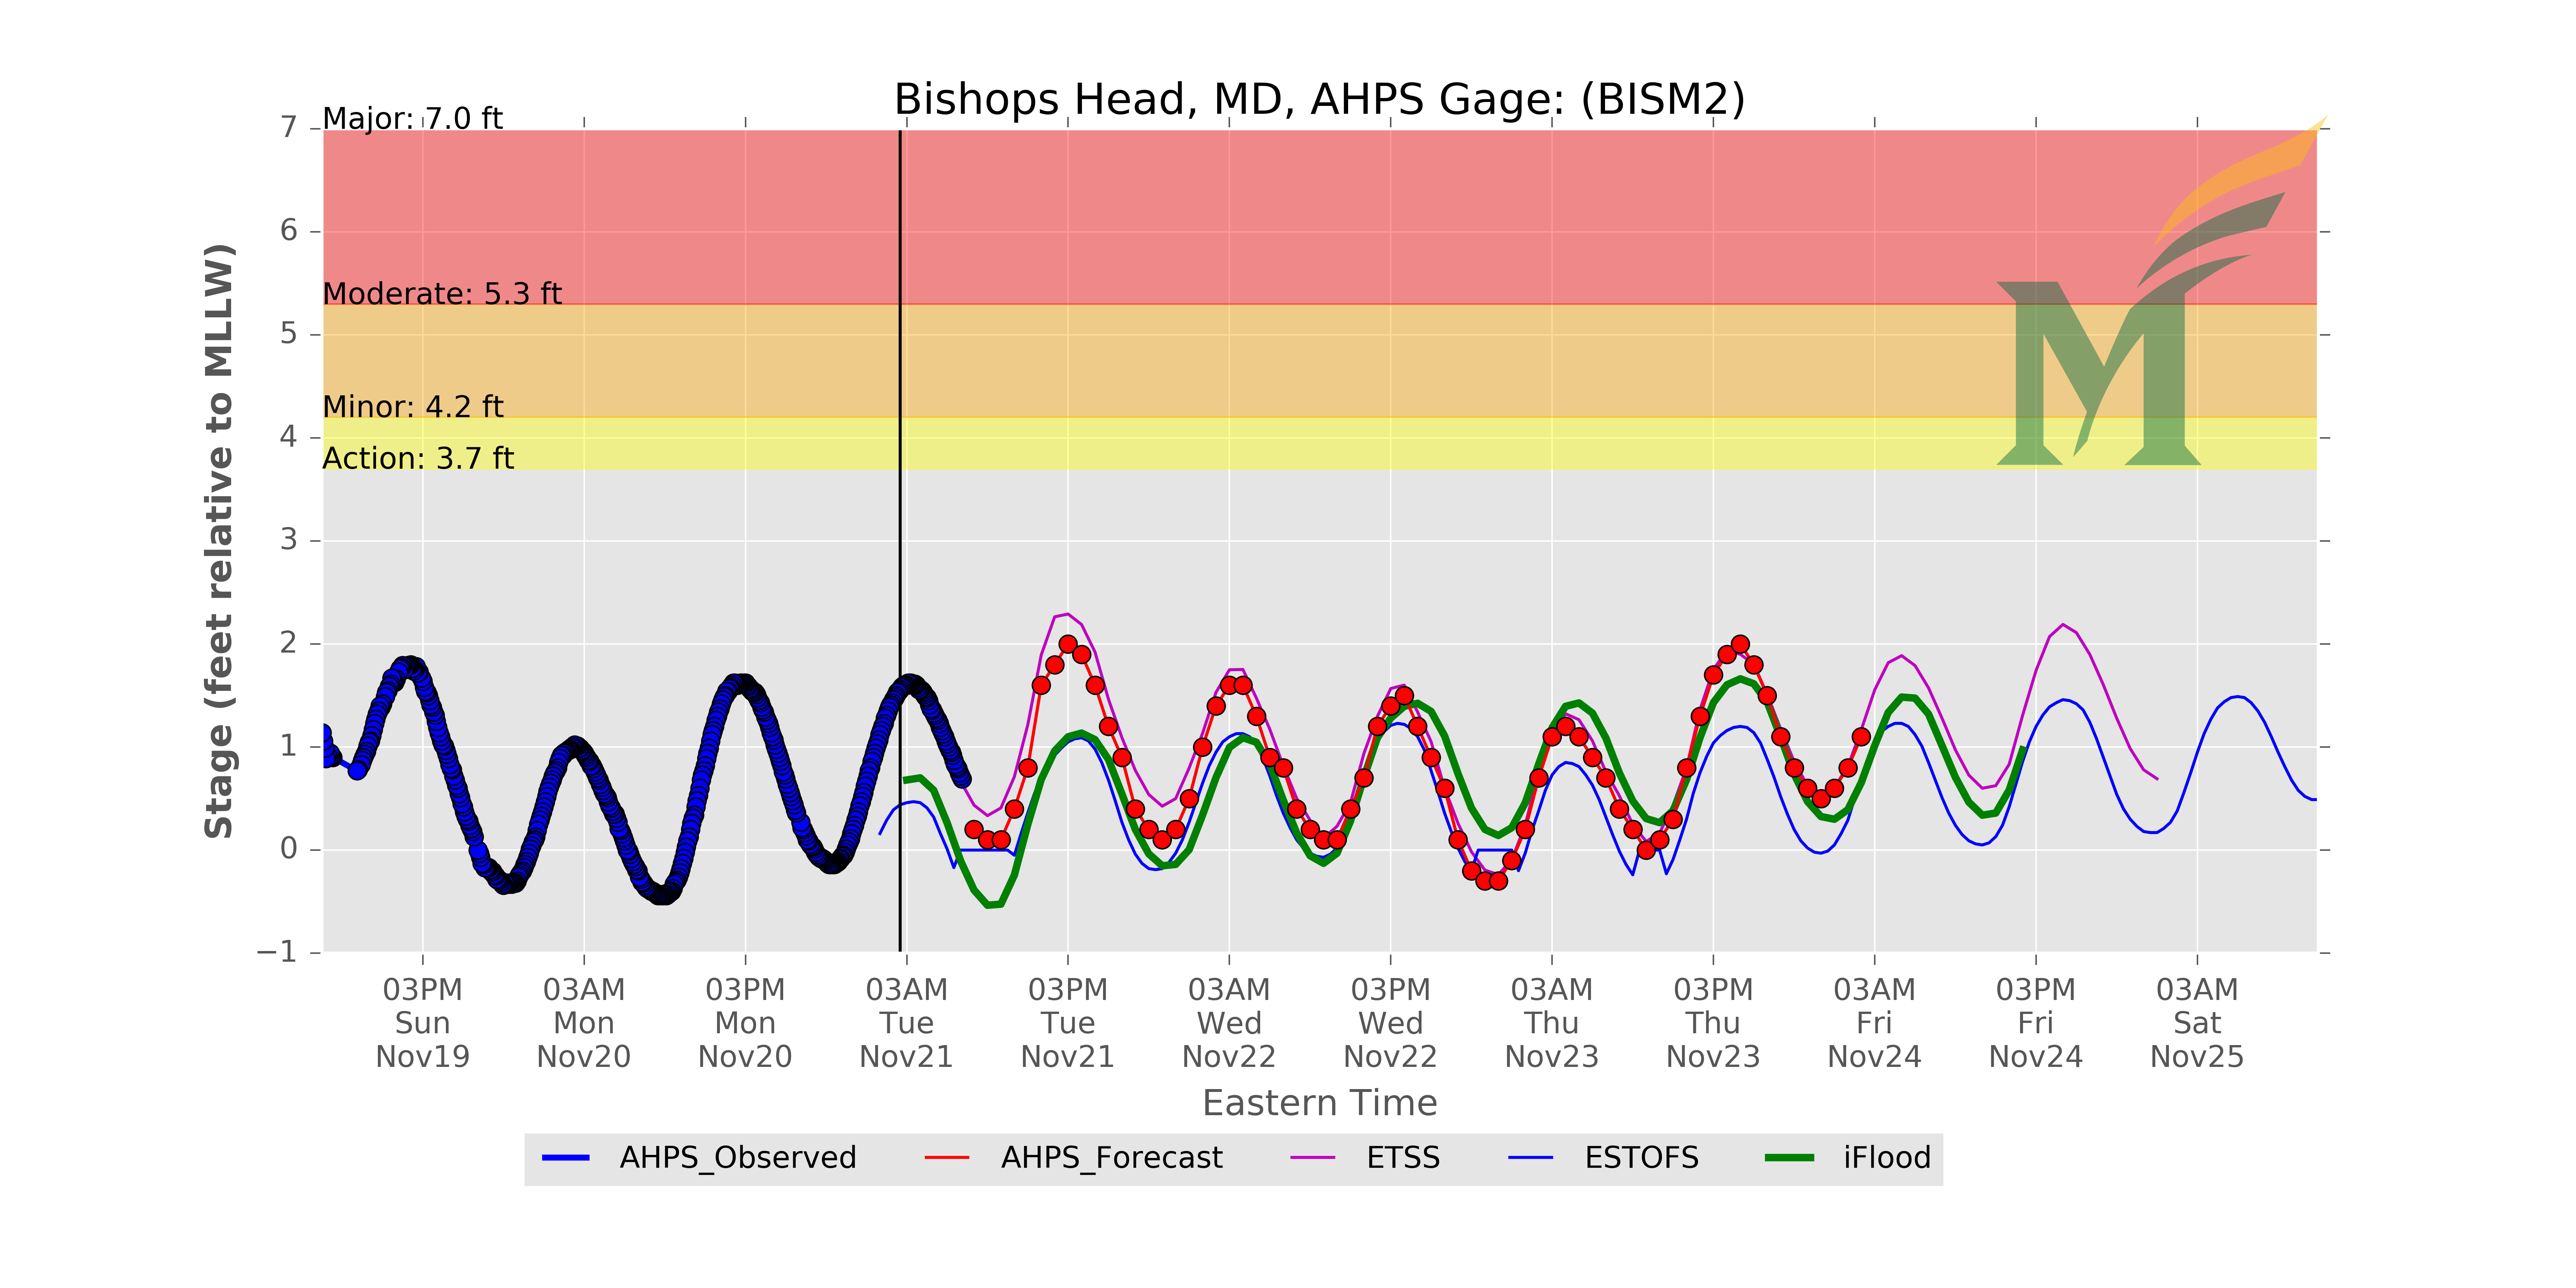 Bishops Head, MD, AHPS Gage: (BISM2)
Major: 7.0 ft
Moderate: 5.3 ft
Minor: 4.2 ft
Action: 3.7 ft
7
6
5
4
3
2
1
0
−1
Stage (feet relative to MLLW)
03PM
Sun
Nov19
03AM
Mon
Nov20
03PM
Mon
Nov20
03AM
Tue
Nov21
03PM
Tue
Nov21
03AM
Wed
Nov22
03PM
Wed
Nov22
03AM
Thu
Nov23
03PM
Thu
Nov23
03AM
Fri
Nov24
03PM
Fri
Nov24
03AM
Sat
Nov25
Eastern Time
AHPS_Observed
AHPS_Forecast
ETSS
ESTOFS
iFlood
M